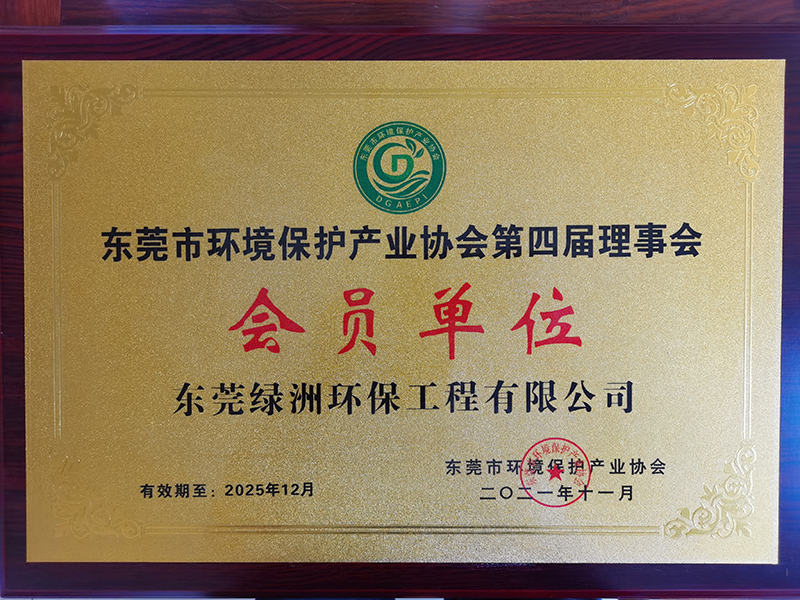 东莞市环境保护产业协会
DGAEPI
东莞市环境保护产业协会第四届理事会
会员单位
东莞绿洲环保工程有限公司
东莞市环境保护产业协会
有效期至：2025年12月
二〇二一年十一月